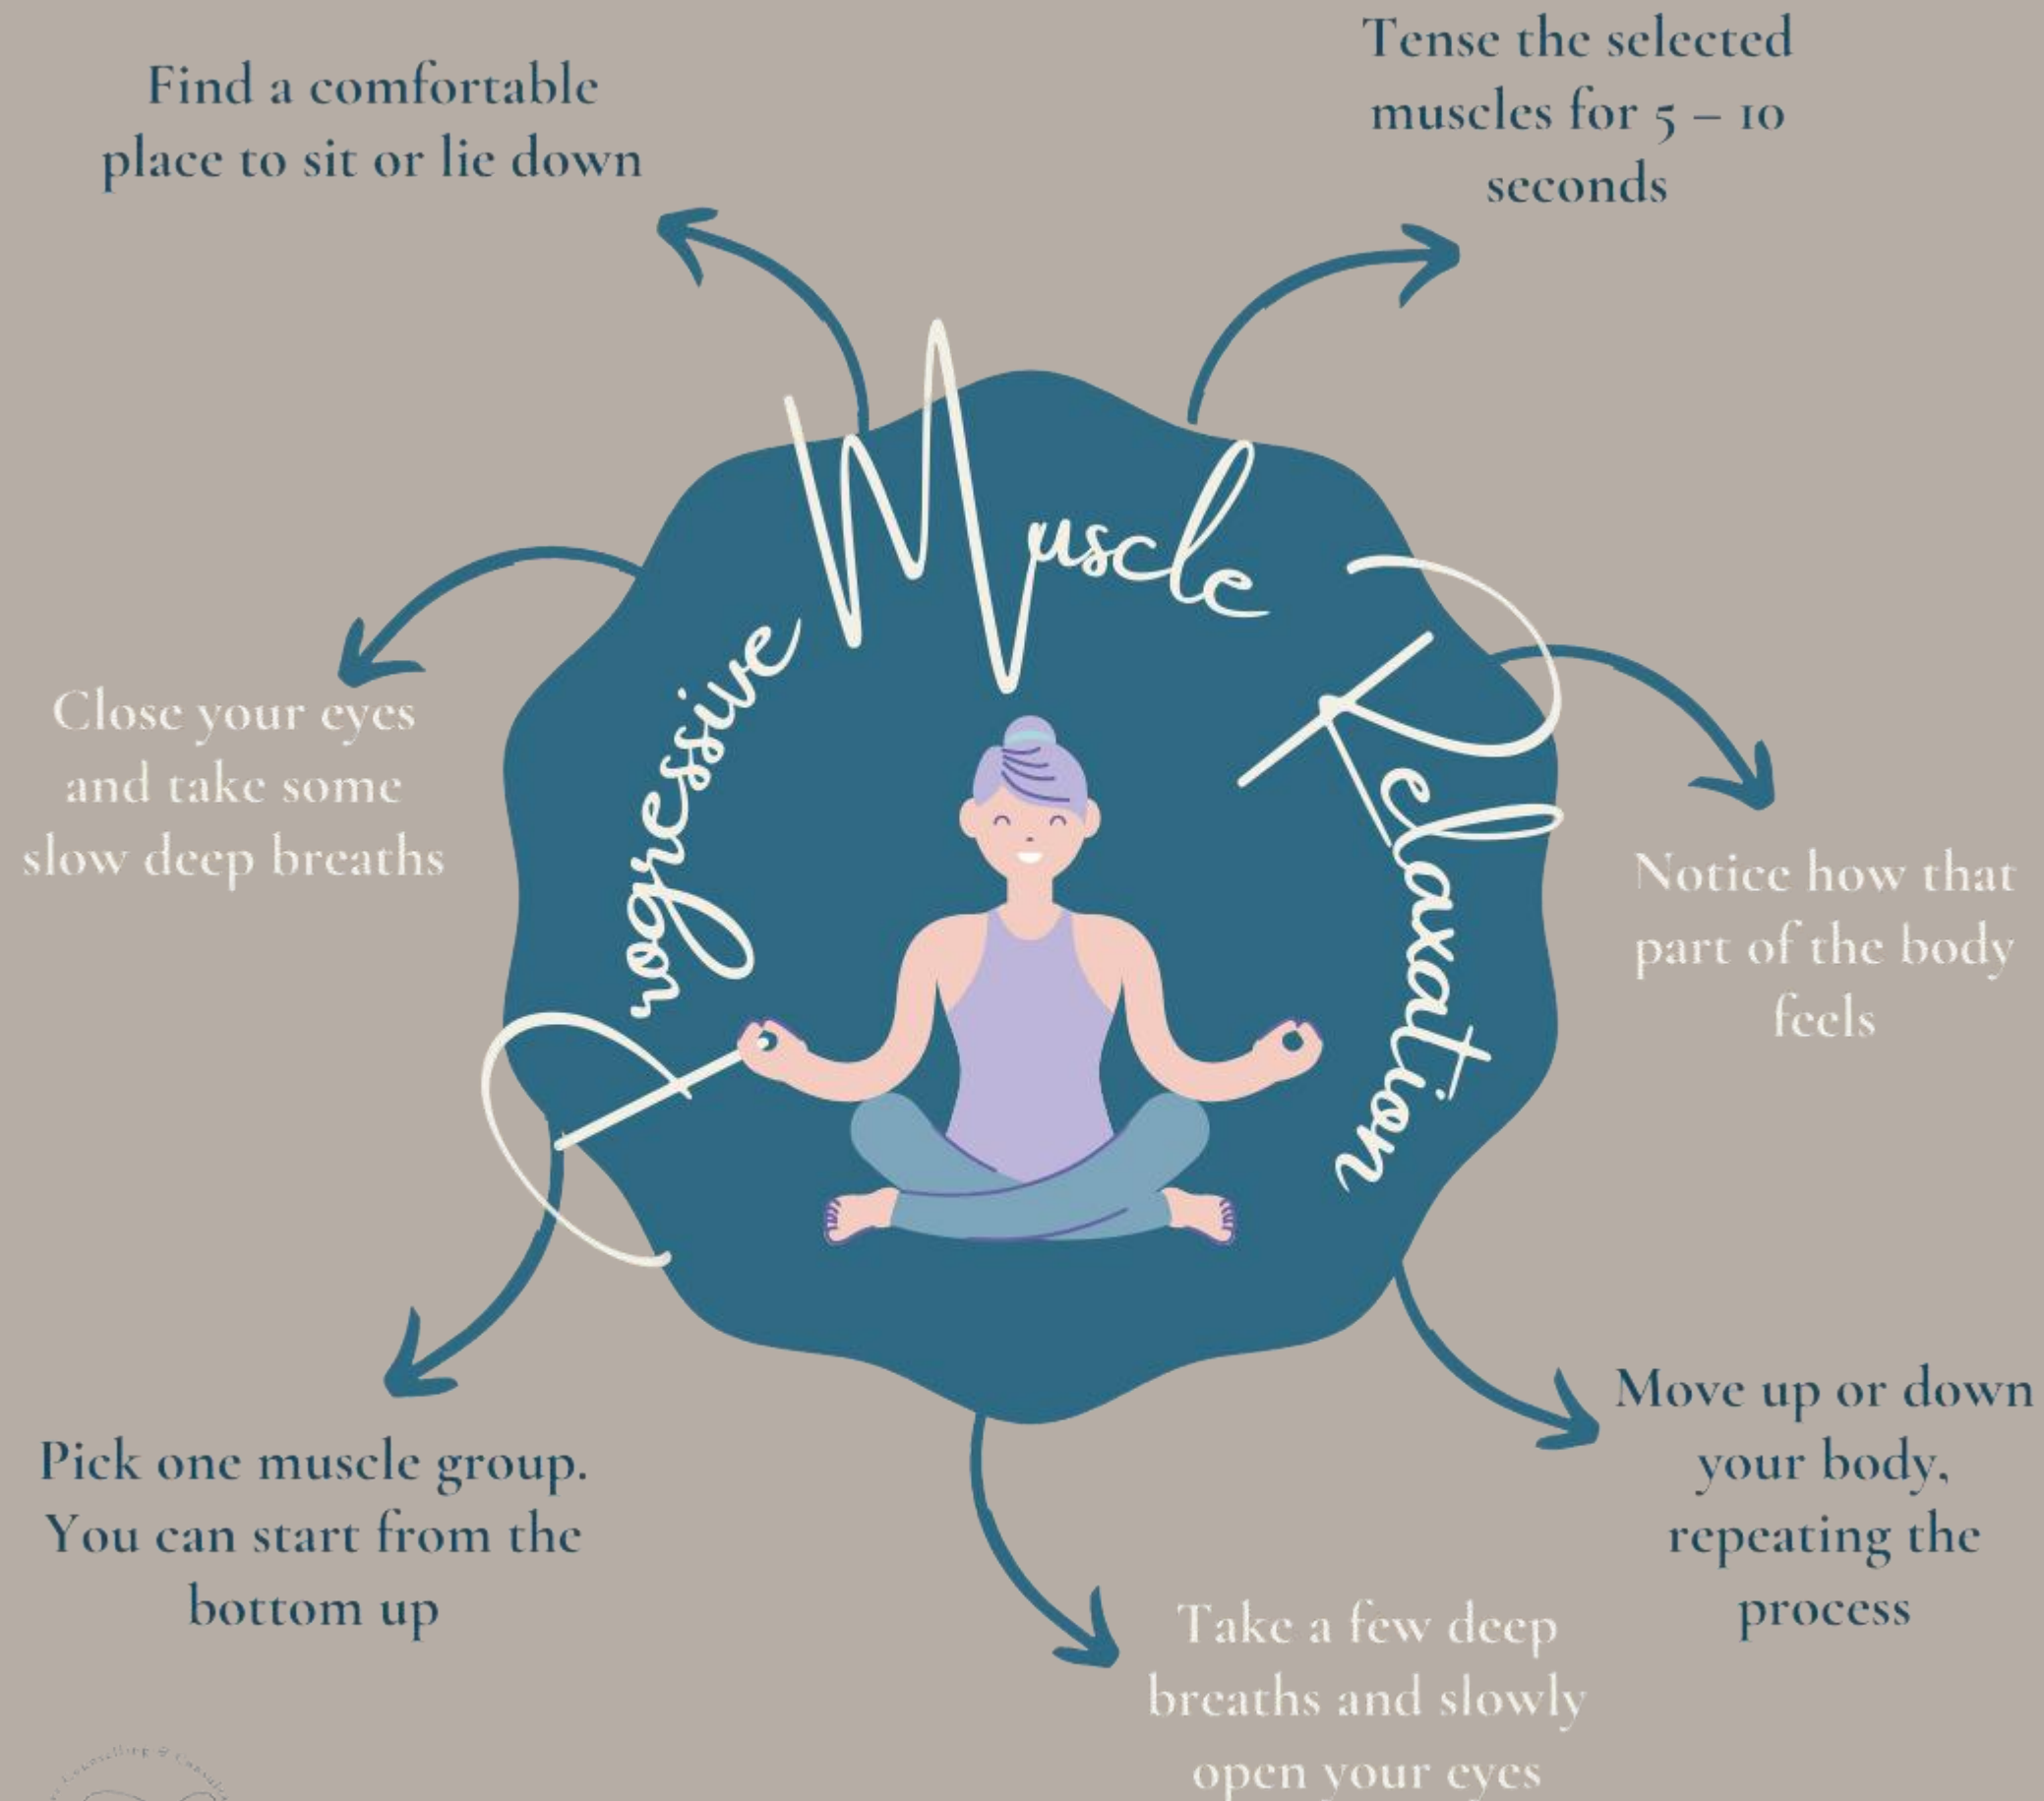 Find a comfortable
place to sit or lie down
Tense the selected
muscles for 5 – 10
seconds
Progressive Muscle Relaxation
Close your eyes
and take some
slow deep breaths
Notice how that
part of the body
feels
Pick one muscle group.
You can start from the
bottom up
Move up or down
your body,
repeating the
process
Take a few deep
breaths and slowly
open your eyes
Counselling &